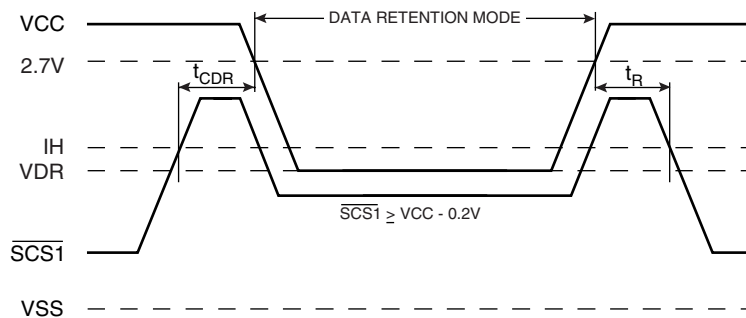 VCC
DATA RETENTION MODE
2.7V
tCDR
tR
IH
VDR
SCS1 ≥ VCC - 0.2V
SCS1
VSS